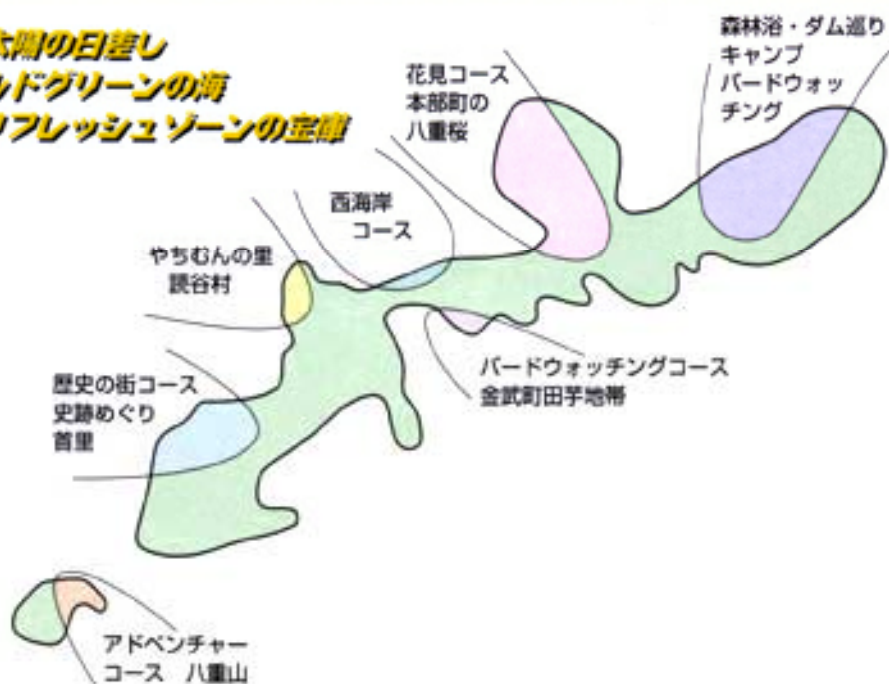 太陽の日差し
ルドグリーンの海
リフレッシュゾーンの宝庫
森林浴・ダム巡り
キャンプ
バードウォッ
チング
花見コース
本部町の
八重桜
西海岸
コース
やちむんの里
読谷村
歴史の街コース
史跡めぐり
首里
バードウォッチングコース
金武町田芋地帯
アドベンチャー
コース 八重山